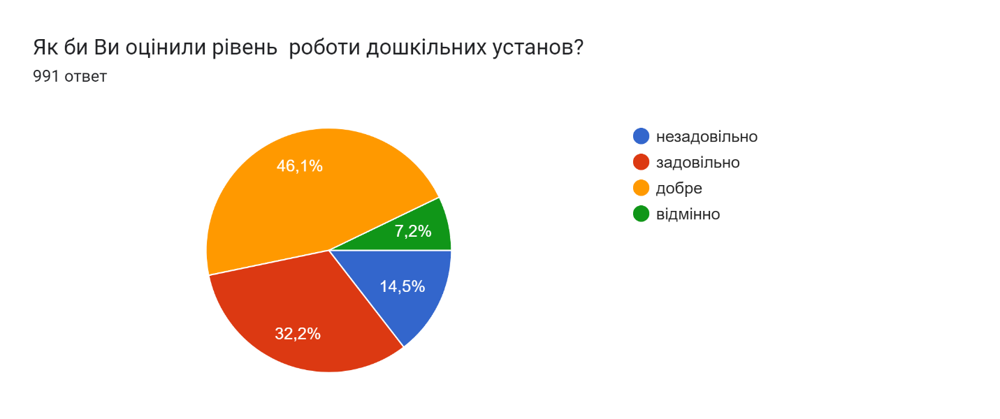 Як би Ви оцінили рівень  роботи дошкільних установ?
991 ответ
46,1%
7,2%
14,5%
32,2%
незадовільно
задовільно
добре
відмінно